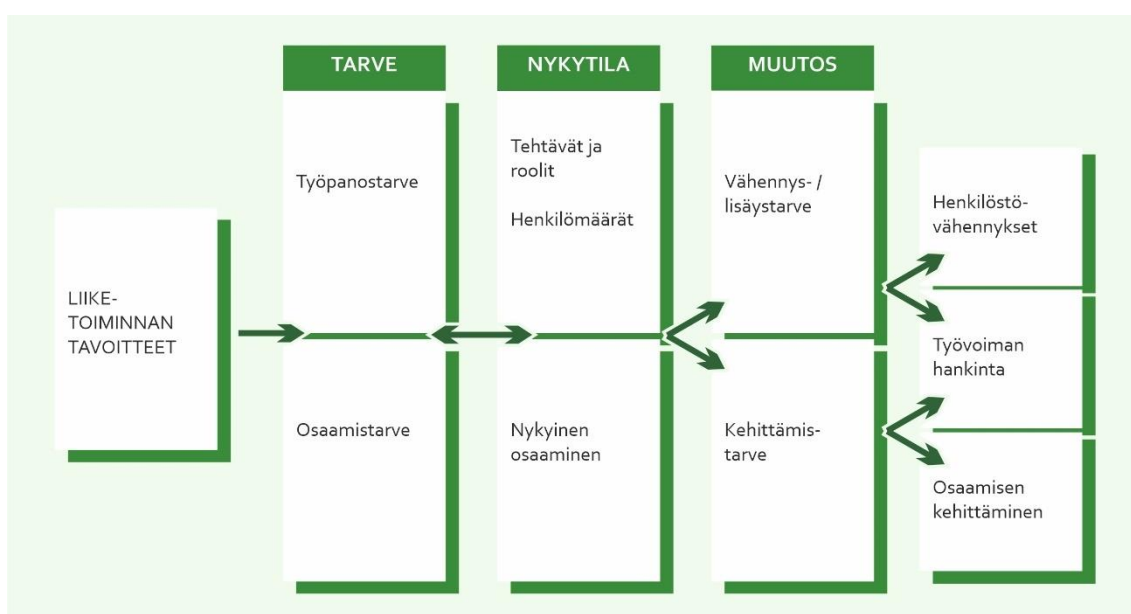 LIIKE-
TOIMINNAN
TAVOITTEET
TARVE
Työpanostarve
Osaamistarve
NYKYTILA
Tehtävät ja
roolit
Henkilömäärät
Nykyinen
osaaminen
MUUTOS
Vähennys- /
lisäystarve
Kehittämis-
tarve
Henkilöstö-
vähennykset
Työvoiman
hankinta
Osaamisen
kehittäminen